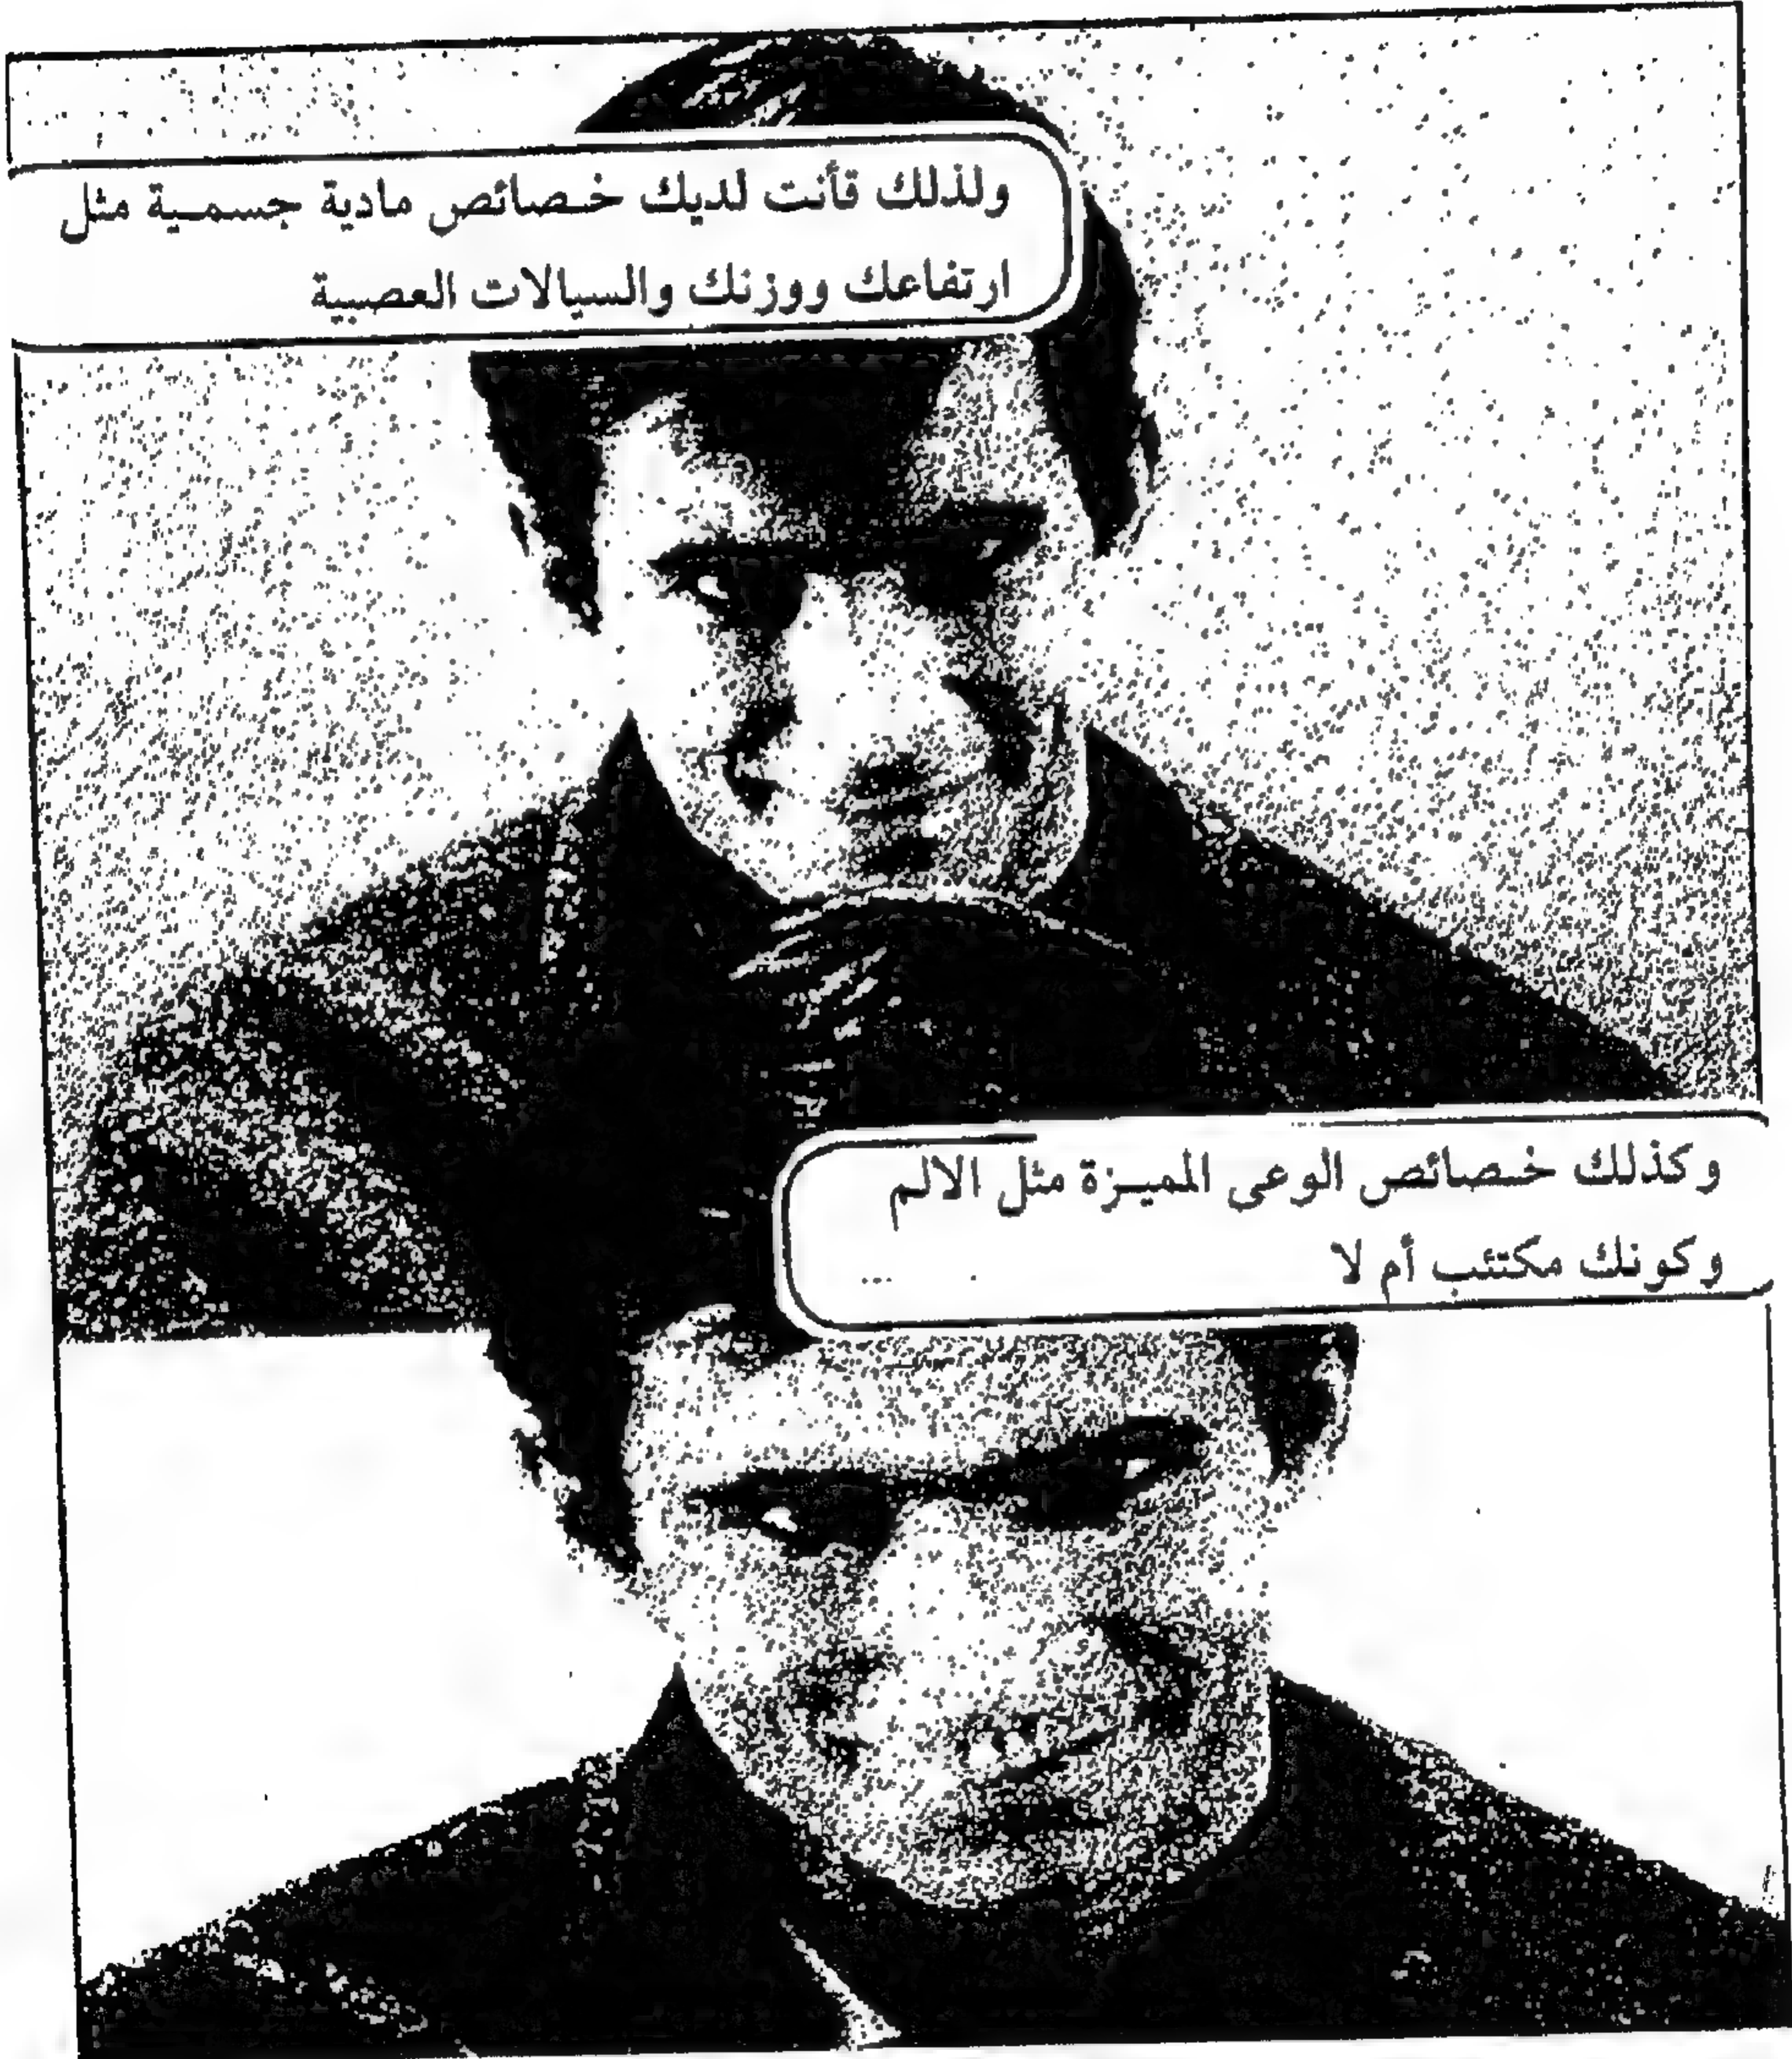 ولذلك قأنت لديك خصائص مادية جسمية مثل
ارتفاعك ووزنك والسيالات العصبية
وكذلك خصائص الوعى المميزة مثل الالم
وكونك مكتئب أم لا ...